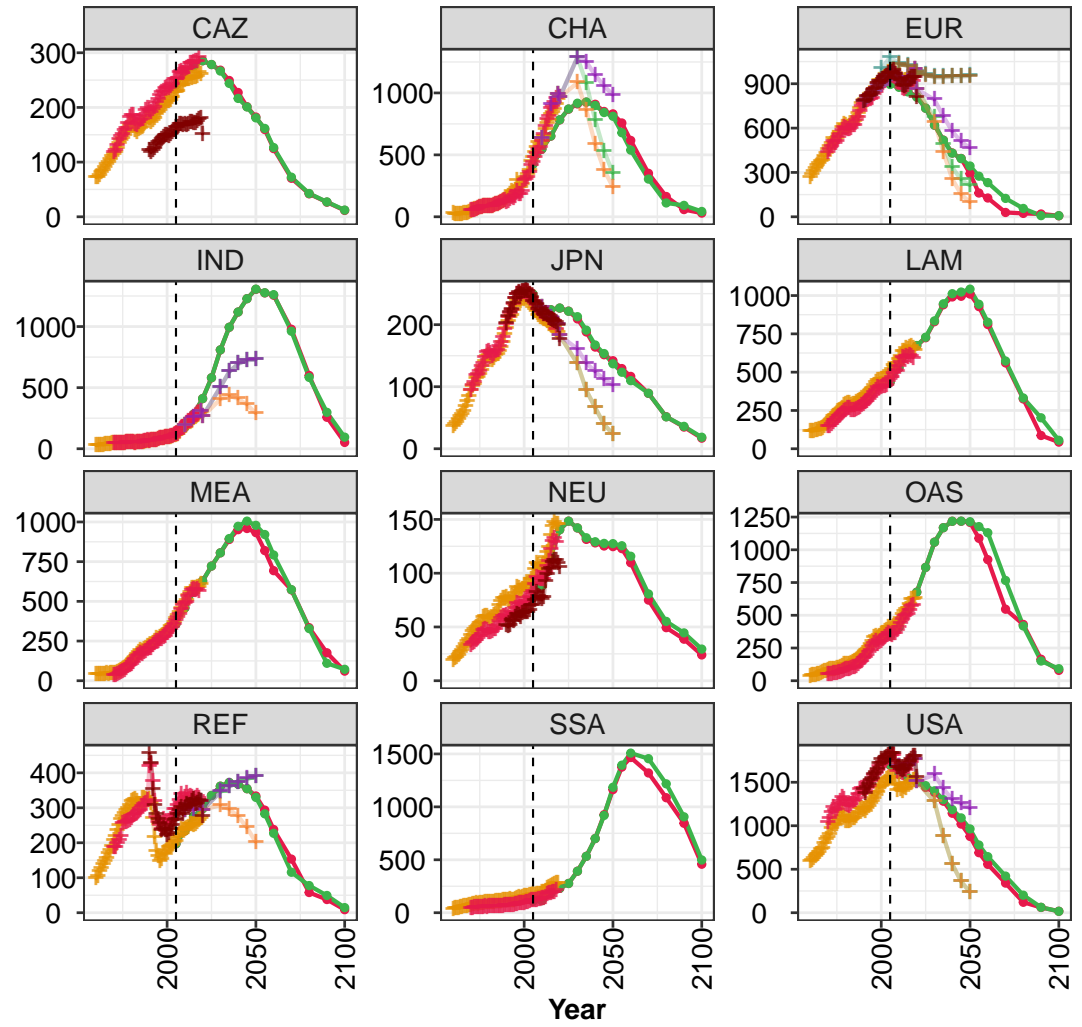 CAZ CHA EUR
300 200 100 0
1000 500 0
900 600 300 0
IND JPN LAM
1000 500 0
200 100 0
1000 750 500 250 0
MEA NEU OAS
1000 750 500 250 0
150 100 50 0
1250 1000 750 500 250 0
REF SSA USA
400 300 200 100 0
1500 1000 500 0
1500 1000 500 0
2000 2050 2100 2000 2050 2100 2000 2050 2100
Year